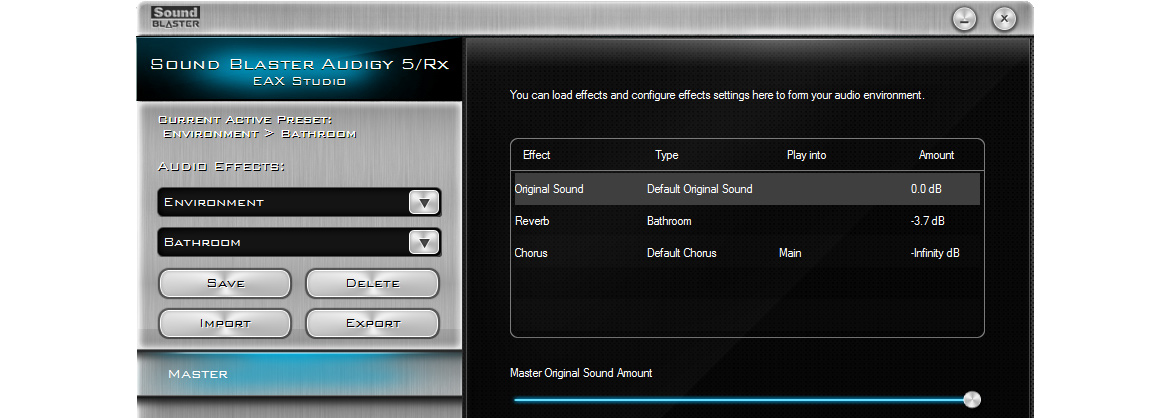 Sound
BLASTER
SOUND BLASTER AUDIGY 5/RX
EAX STUDIO
CURRENT ACTIVE PRESET:
ENVIRONMENT > BATHROOM
AUDIO EFFECTS:
ENVIRONMENT
BATHROOM
SAVE DELETE
IMPORT EXPORT
MASTER
You can load effects and configure effects settings here to form your audio environment.
Effect Type Play into Amount
Original Sound Default Original Sound 0.0 dB
Reverb Bathroom -3.7 dB
Chorus Default Chorus Main -Infinity dB
Master Original Sound Amount